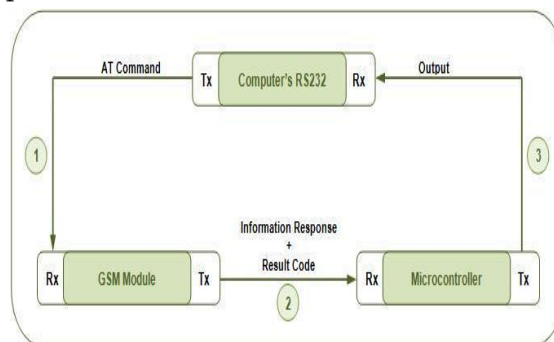 AT Command
Tx Computer's RS232 Rx
Output
1
3
Information Response
+
Result Code
Rx GSM Module Tx
Rx Microcontroller Tx
2